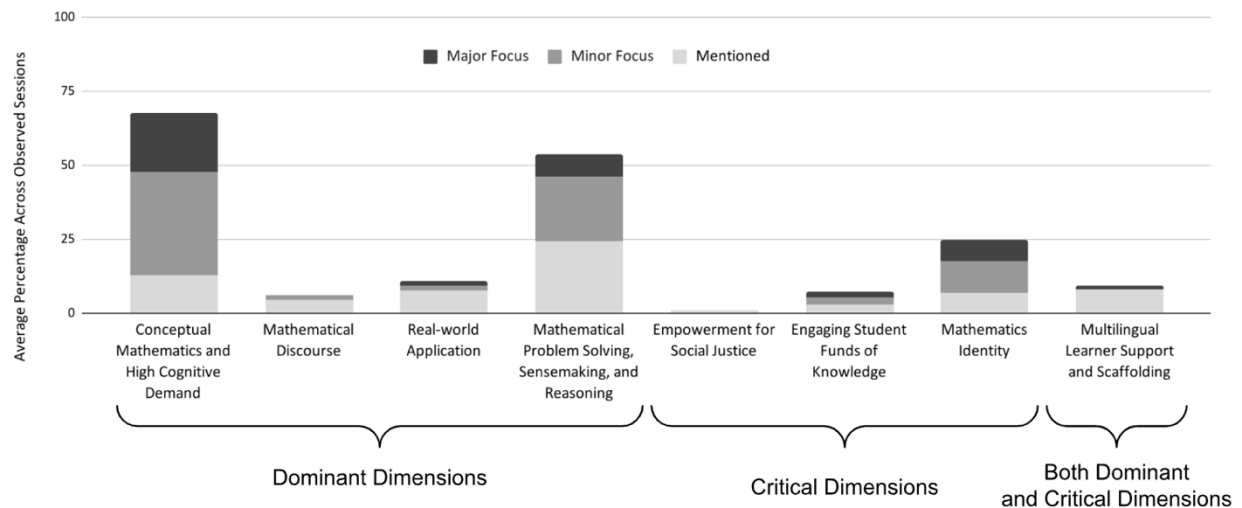 100
Major Focus
Minor Focus
Mentioned
75
50
25
0
Average Percentage Across Observed Sessions
Conceptual
Mathematics and
High Cognitive
Demand
Mathematical
Discourse
Real-world
Application
Mathematical
Problem Solving,
Sensemaking, and
Reasoning
Empowerment for
Social Justice
Engaging Student
Funds of
Knowledge
Mathematics
Identity
Multilingual
Learner Support
and Scaffolding
Dominant Dimensions
Critical Dimensions
Both Dominant
and Critical Dimensions